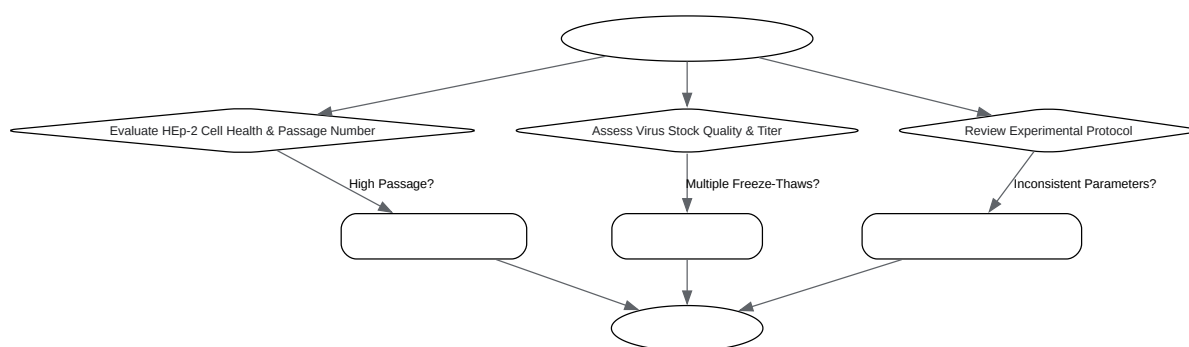 Evaluate HEp-2 Cell Health & Passage Number
Assess Virus Stock Quality & Titer
Review Experimental Protocol
High Passage?
Multiple Freeze-Thaws?
Inconsistent Parameters?